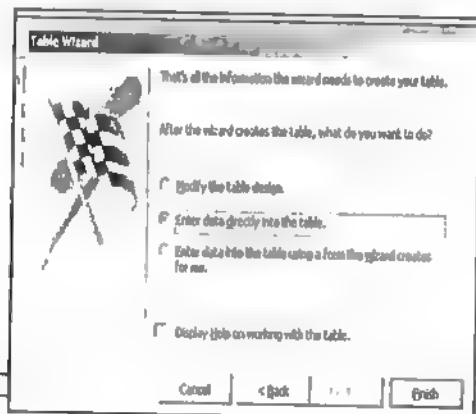 Table Wizard
That's all the information the wizard needs to create your table.
After the wizard creates the table, what do you want to do?
Modify the table design.
Enter data directly into the table.
Enter data into the table using a form the wizard creates
for me.
Display Help on working with the table.
Cancel
< Back
Finish